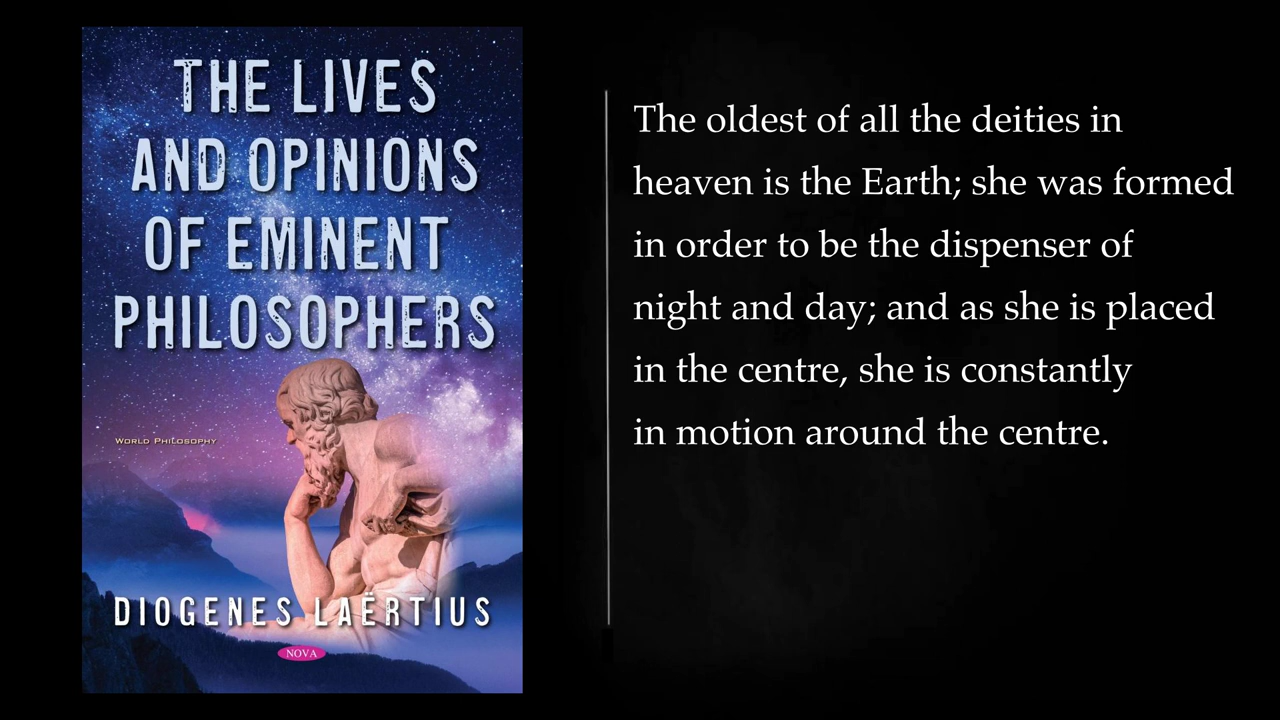 THE LIVES
AND OPINIONS
OF EMINENT
PHILOSOPHERS
WORLD PHILOSOPHY
DIOGENES LAËRTIUS
NOVA
The oldest of all the deities in
heaven is the Earth; she was formed
in order to be the dispenser of
night and day; and as she is placed
in the centre, she is constantly
in motion around the centre.